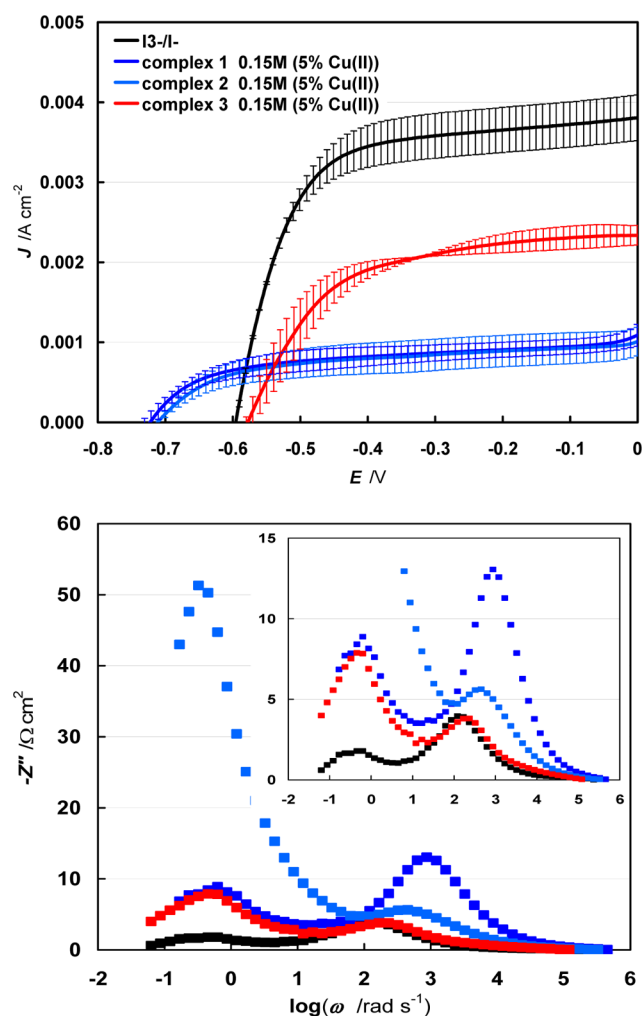 0.005
I3-/I-
complex 1 0.15M (5% Cu(II))
complex 2 0.15M (5% Cu(II))
complex 3 0.15M (5% Cu(II))
0.004
0.003
J /A cm-2
0.002
0.001
0.000
-0.8 -0.7 -0.6 -0.5 -0.4 -0.3 -0.2 -0.1 0
E /V
60
50
40
30
20
10
0
-Z" /Ω cm2
15
10
5
0
-2 -1 0 1 2 3 4 5 6
-2 -1 0 1 2 3 4 5 6
log(ω /rad s-1)